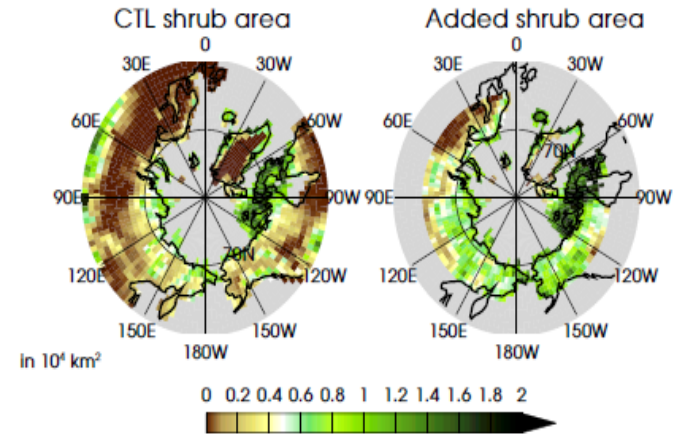 CTL shrub area
Added shrub area
0
30E
30W
60E
60W
90E
90W
120E
120W
150E
150W
180W
70N
0
30E
30W
60E
60W
90E
90W
120E
120W
150E
150W
180W
70N
in 10⁴ km²
0 0.2 0.4 0.6 0.8 1 1.2 1.4 1.6 1.8 2